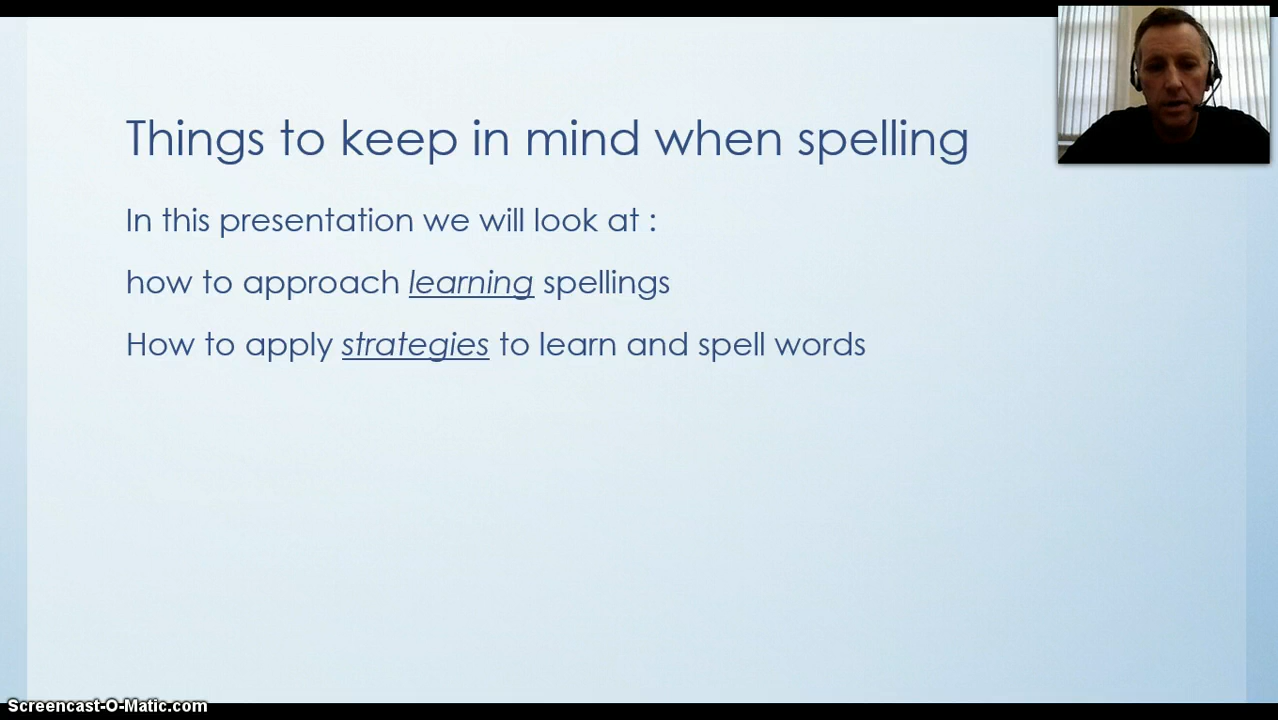 Things to keep in mind when spelling
In this presentation we will look at :
how to approach learning spellings
How to apply strategies to learn and spell words
Screencast-O-Matic.com